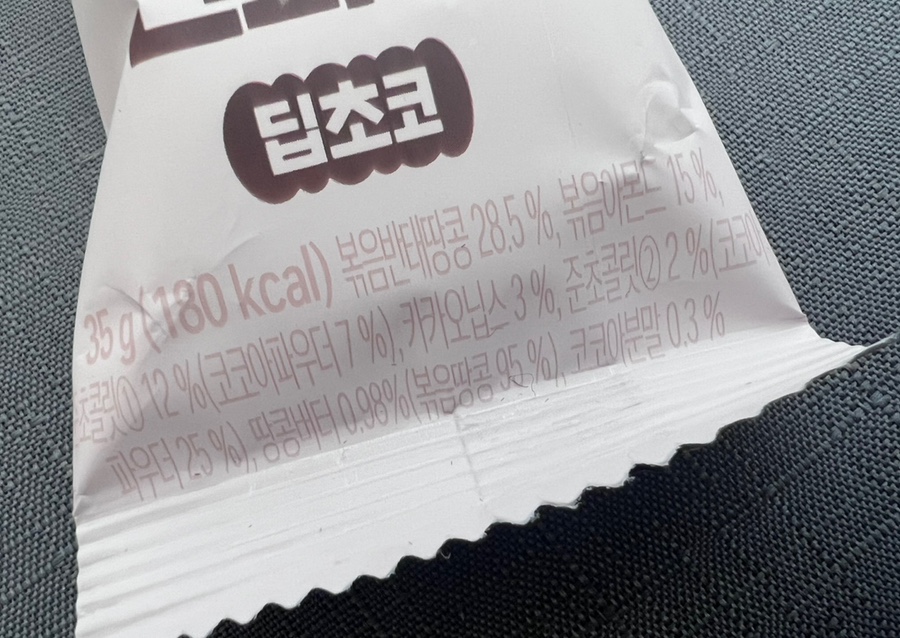 딥초코
35 g (180 kcal) 볶음반태땅콩 28.5 %, 볶음아몬드 15 %,
초콜릿① 12 %(코코아파우더 7 %), 카카오닙스 3 %, 준초콜릿② 2 %(코코아
파우더 25 %), 땅콩버터 0.98%(볶음땅콩 95 %), 코코아분말 0.3 %